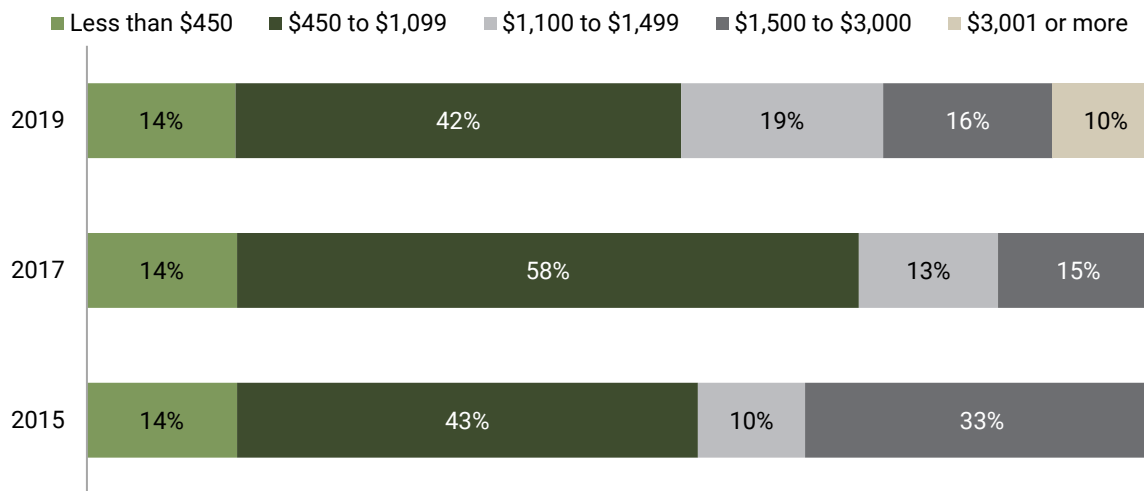 Less than $450 $450 to $1,099 $1,100 to $1,499 $1,500 to $3,000 $3,001 or more
2019 14% 42% 19% 16% 10%
2017 14% 58% 13% 15%
2015 14% 43% 10% 33%